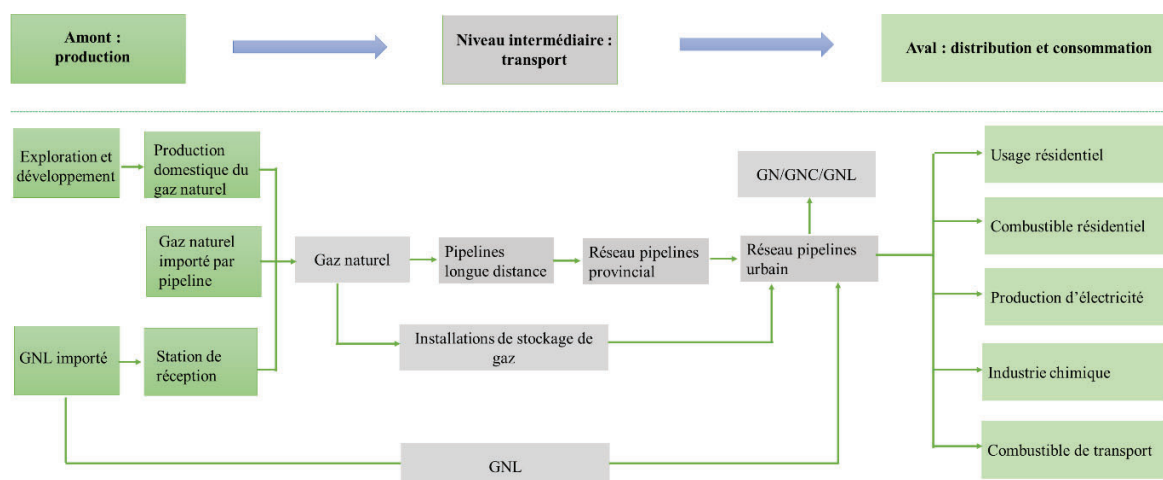 Amont :
production
Niveau intermédiaire :
transport
Aval : distribution et consommation
Exploration et
développement
Production
domestique du
gaz naturel
Gaz naturel
importé par
pipeline
GNL importé
Station de
réception
Gaz naturel
Pipelines
longue distance
Réseau pipelines
provincial
GN/GNC/GNL
Réseau pipelines
urbain
Installations de stockage de
gaz
GNL
Usage résidentiel
Combustible résidentiel
Production d'électricité
Industrie chimique
Combustible de transport